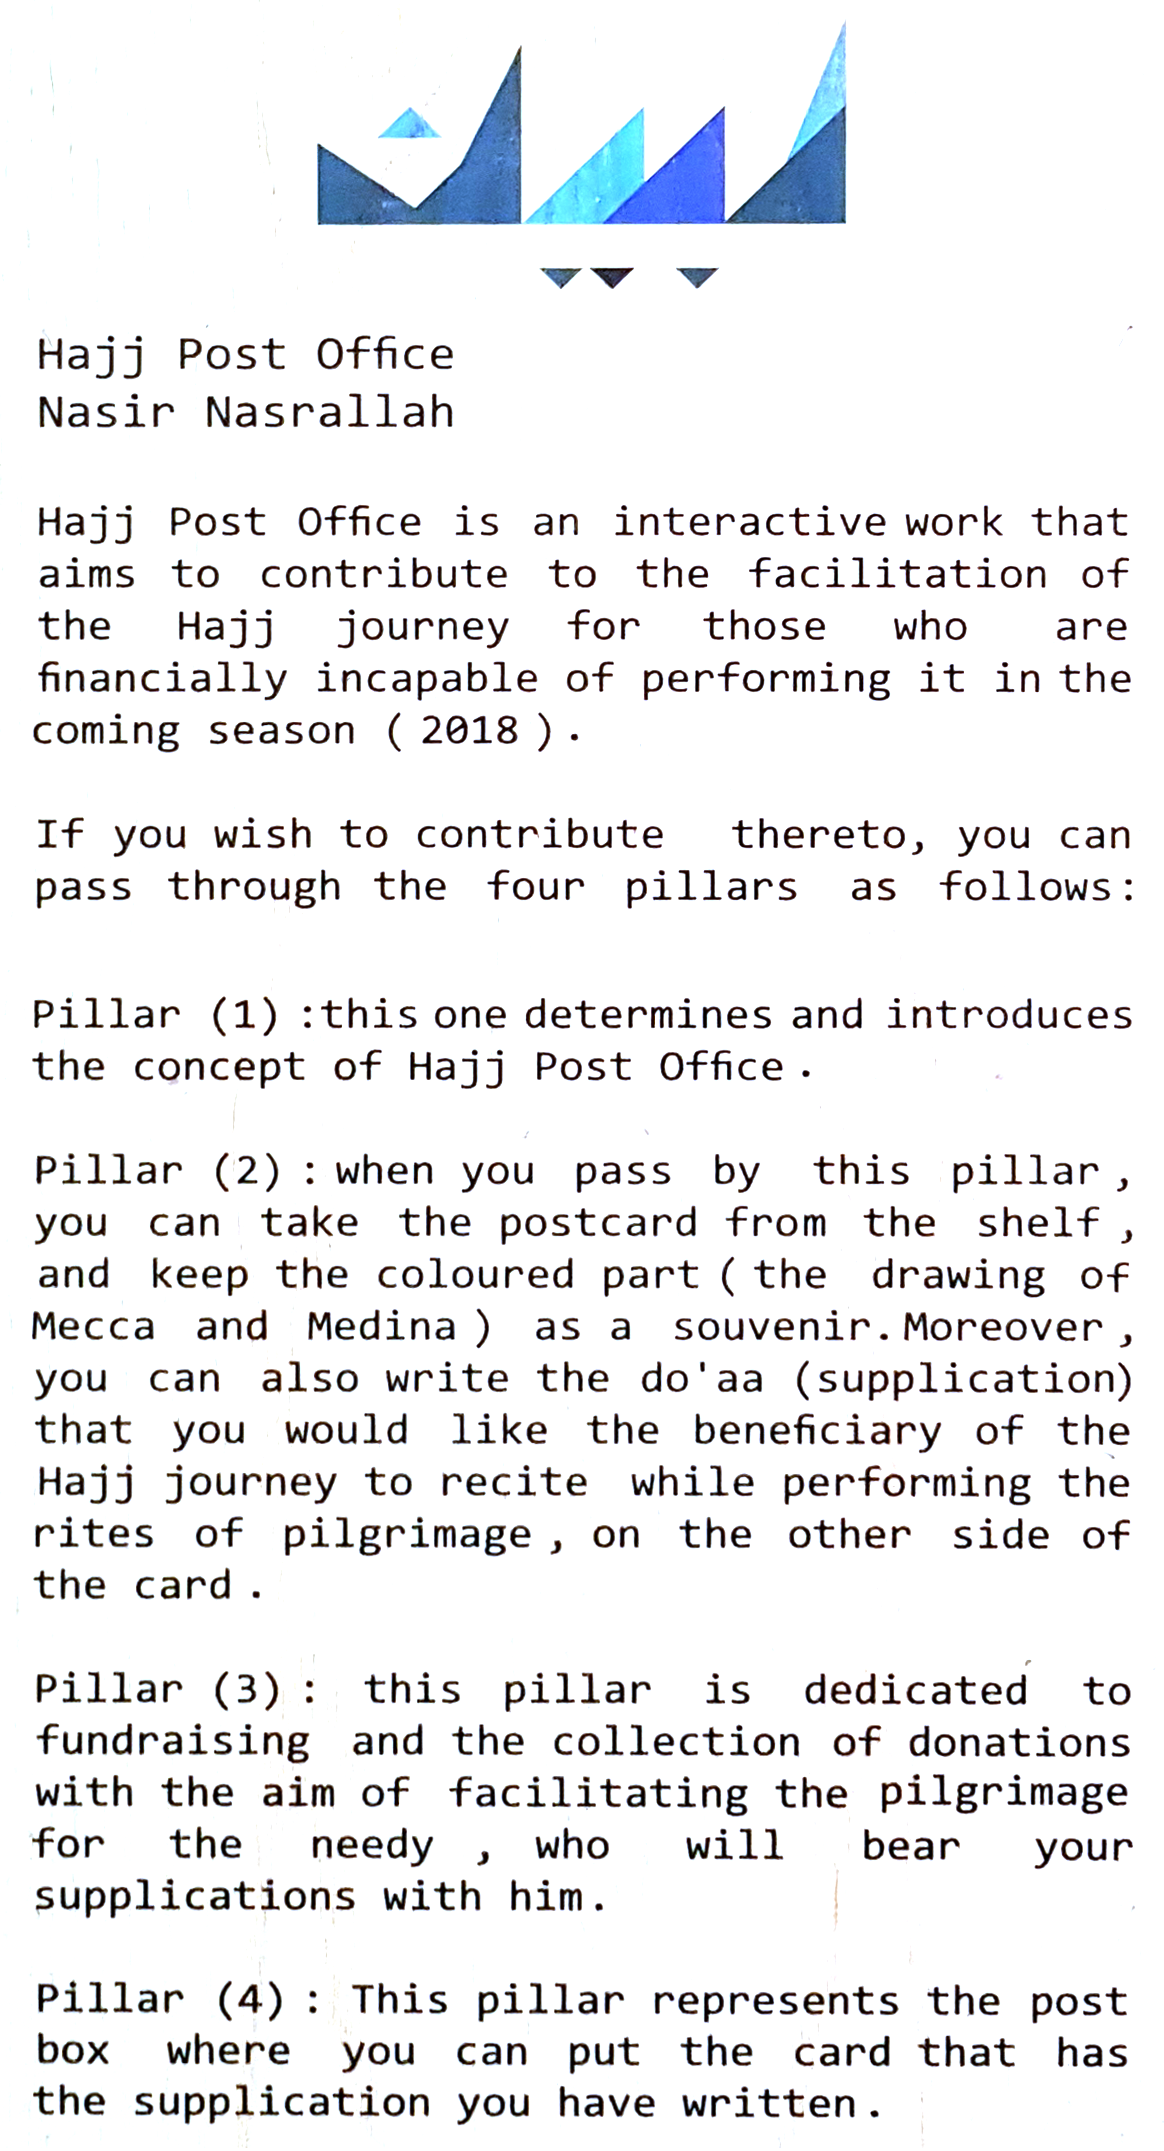 Hajj Post Office
Nasir Nasrallah
Hajj Post Office is an interactive work that
aims to contribute to the facilitation of
the Hajj journey for those who are
financially incapable of performing it in the
coming season ( 2018 ) .
If you wish to contribute thereto, you can
pass through the four pillars as follows:
Pillar (1) :this one determines and introduces
the concept of Hajj Post Office .
Pillar (2) : when you pass by this pillar ,
you can take the postcard from the shelf ,
and keep the coloured part ( the drawing of
Mecca and Medina ) as a souvenir. Moreover ,
you can also write the do'aa (supplication)
that you would like the beneficiary of the
Hajj journey to recite while performing the
rites of pilgrimage , on the other side of
the card .
Pillar (3) : this pillar is dedicated to
fundraising and the collection of donations
with the aim of facilitating the pilgrimage
for the needy , who will bear your
supplications with him .
Pillar (4) : This pillar represents the post
box where you can put the card that has
the supplication you have written .